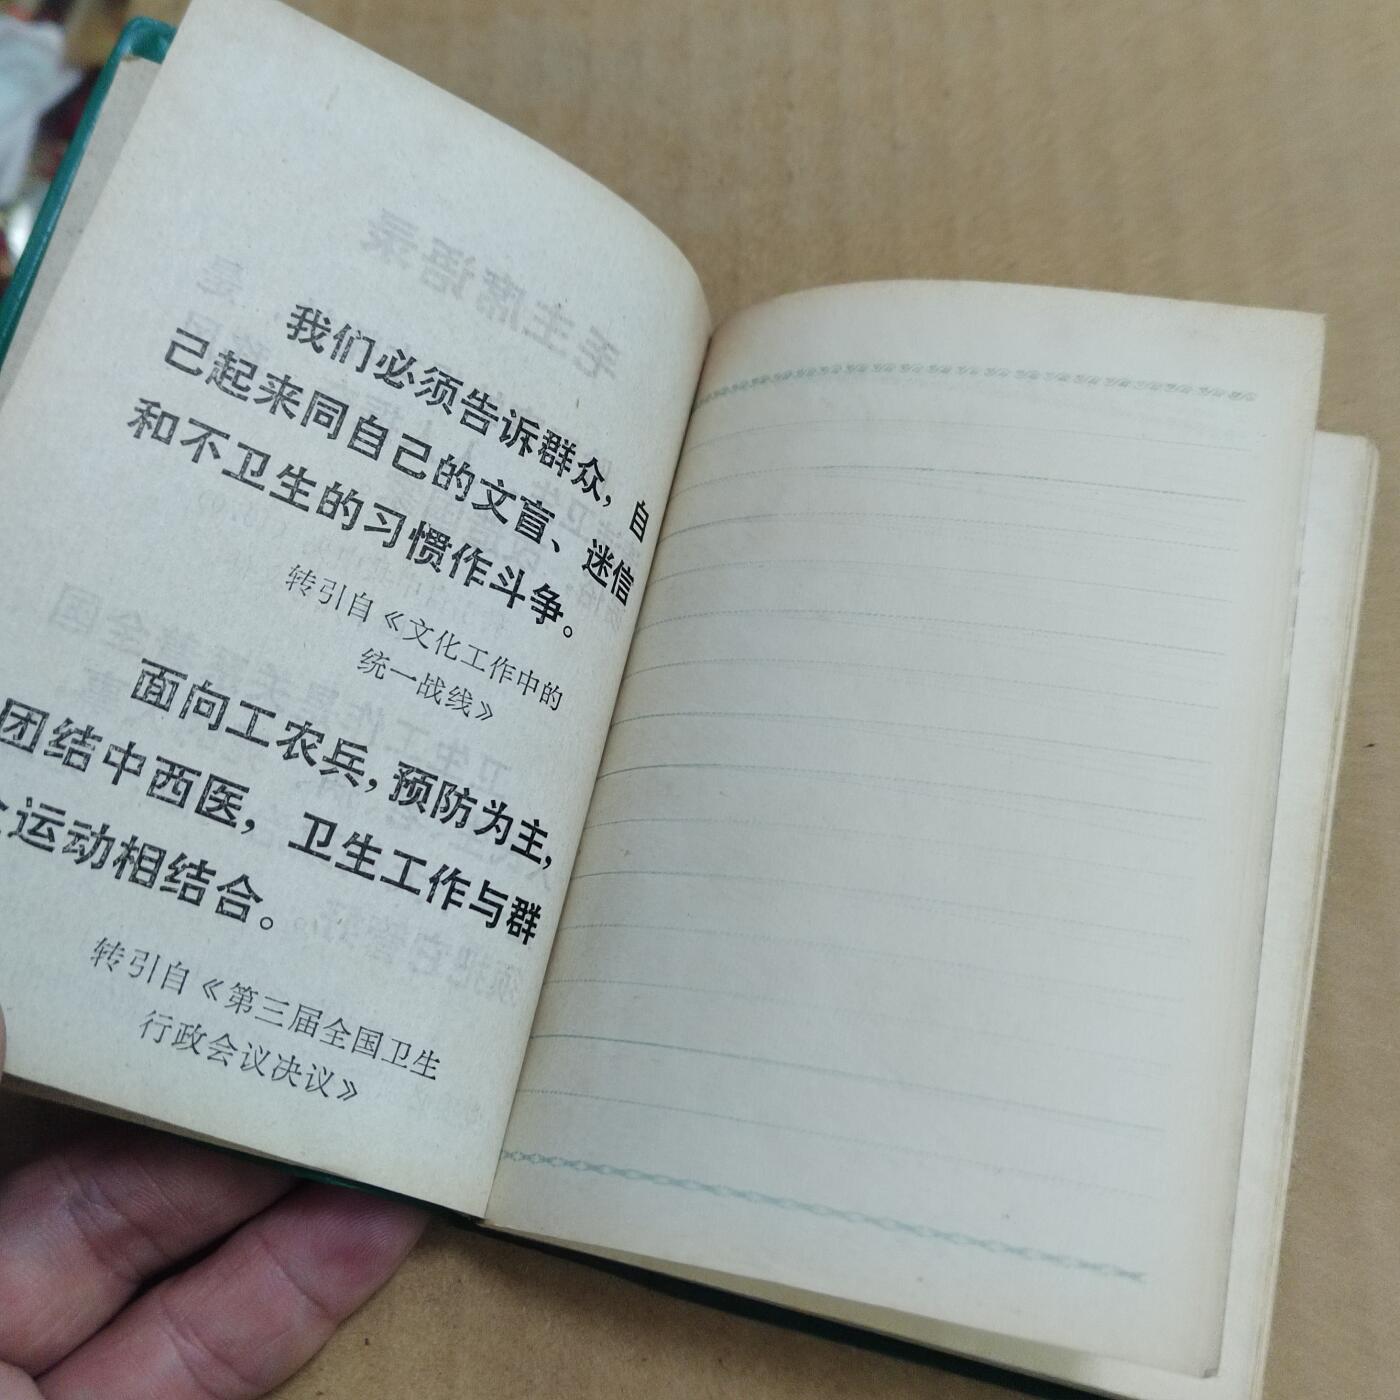 我们必须告诉群众，自
己起来同自己的文盲、迷信
和不卫生的习惯作斗争。
转引自《文化工作中的
统一战线》
面向工农兵，预防为主，
团结中西医，卫生工作与群
运动相结合。
转引自《第三届全国卫生
行政会议决议》